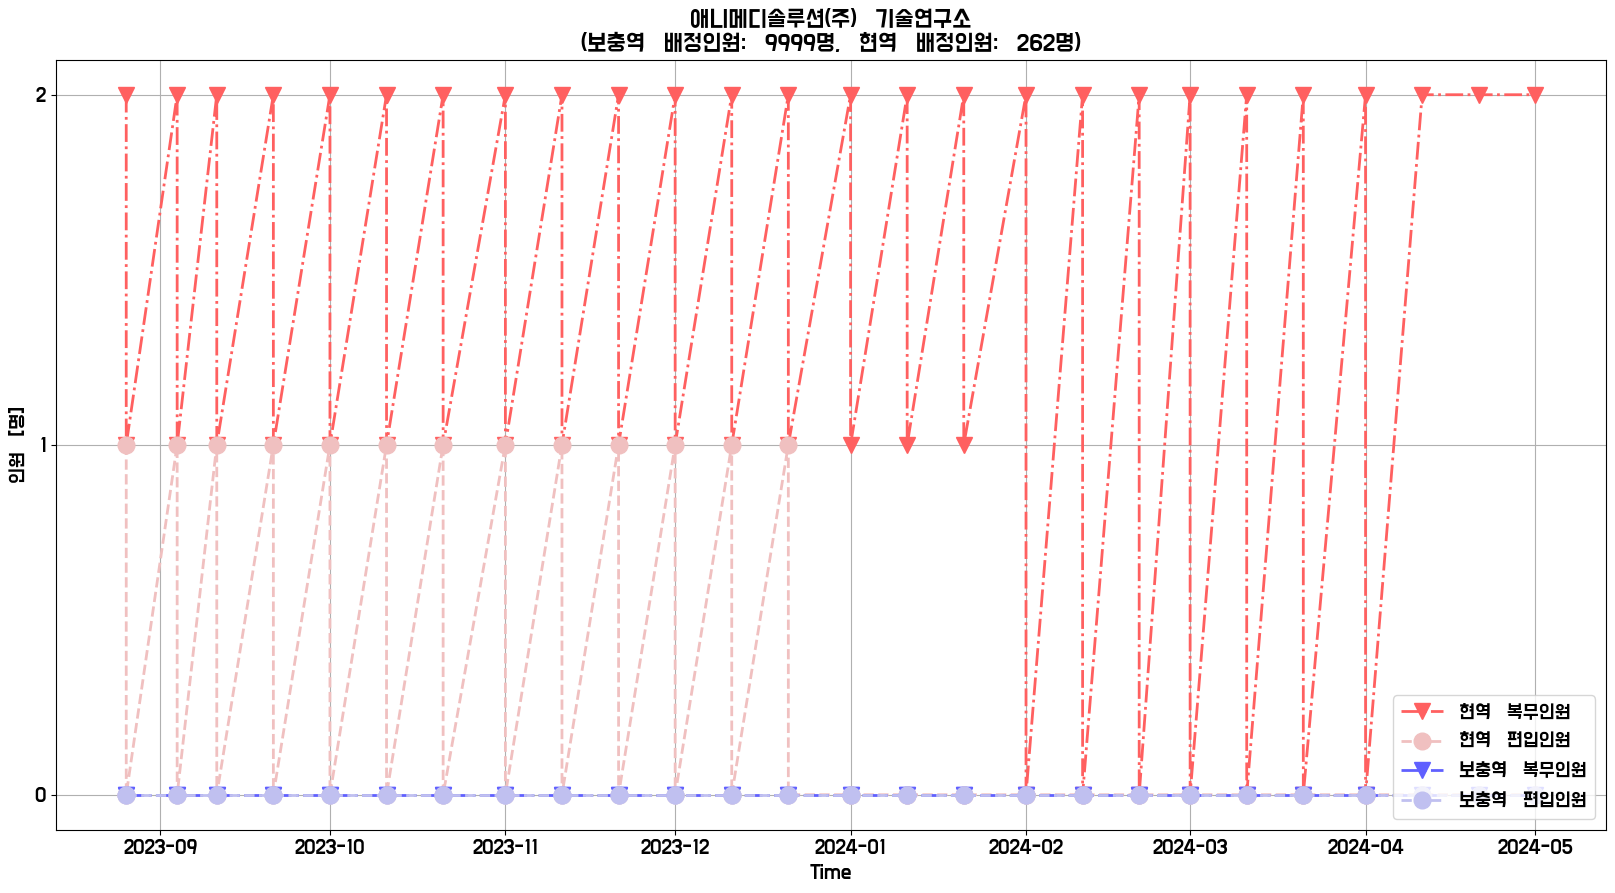 애니메디솔루션(주) 기술연구소
(보충역 배정인원: 9999명, 현역 배정인원: 262명)
2
1
0
인원 [명]
현역 복무인원
현역 편입인원
보충역 복무인원
보충역 편입인원
2023-09 2023-10 2023-11 2023-12 2024-01 2024-02 2024-03 2024-04 2024-05
Time